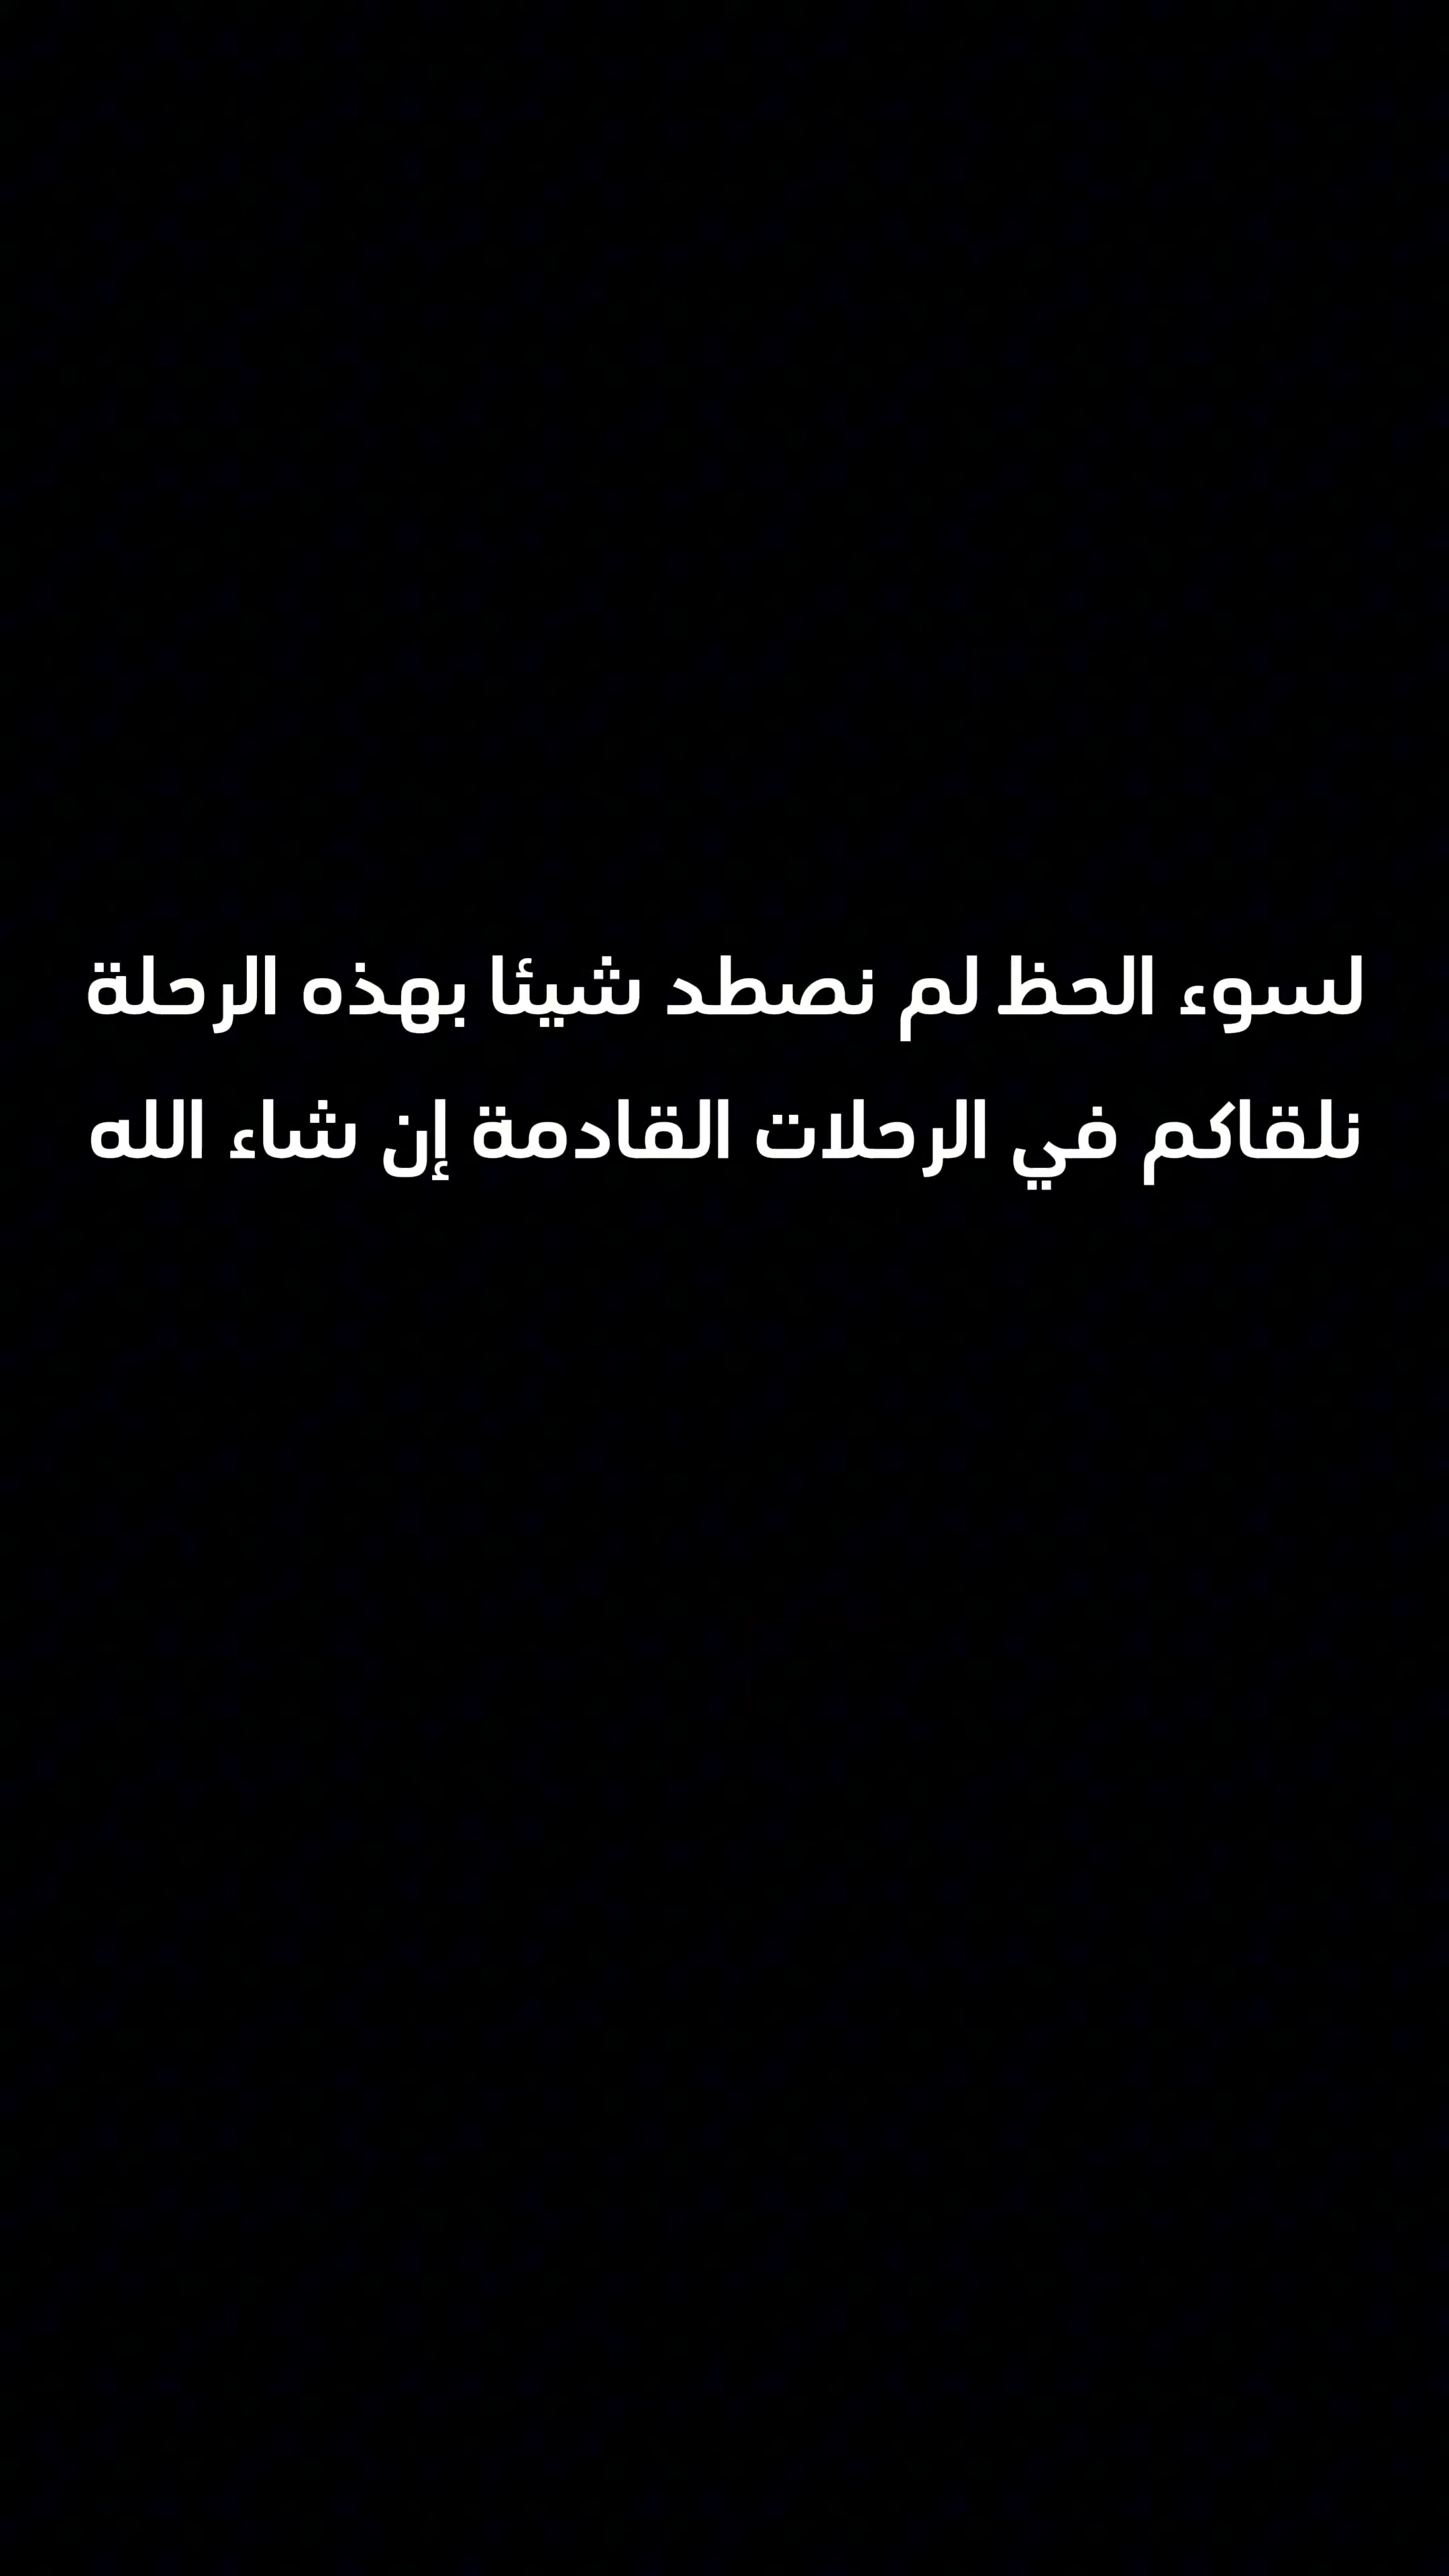 لسوء الحظ لم نصطد شيئا بهذه الرحلة
نلقاكم في الرحلات القادمة إن شاء الله